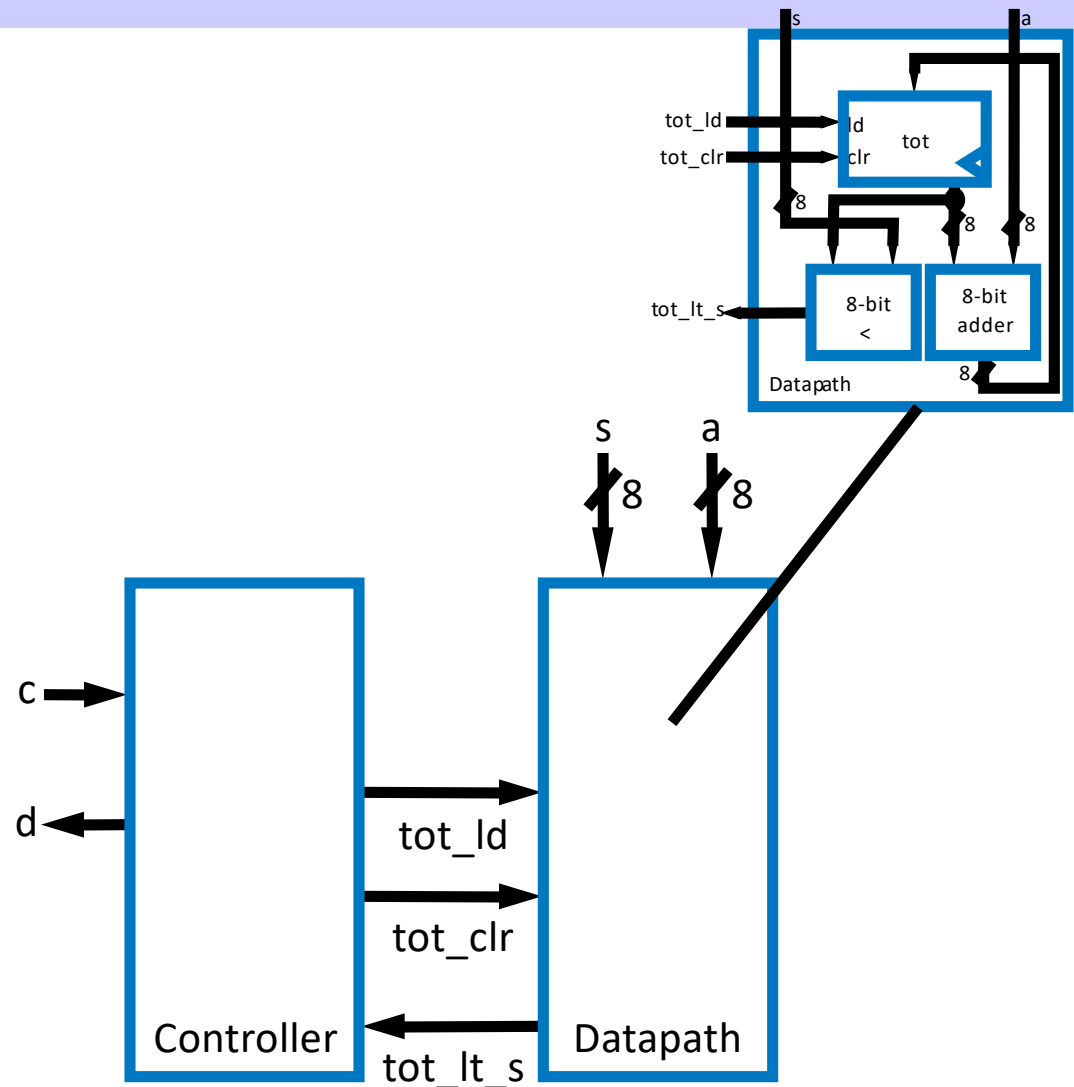 s
a
tot_ld
ld
tot
tot_clr
clr
8
8
8
tot_lt_s
8-bit
<
8-bit
adder
8
Datapath
s
a
8
8
c
d
tot_ld
tot_clr
Controller
Datapath
tot_lt_s